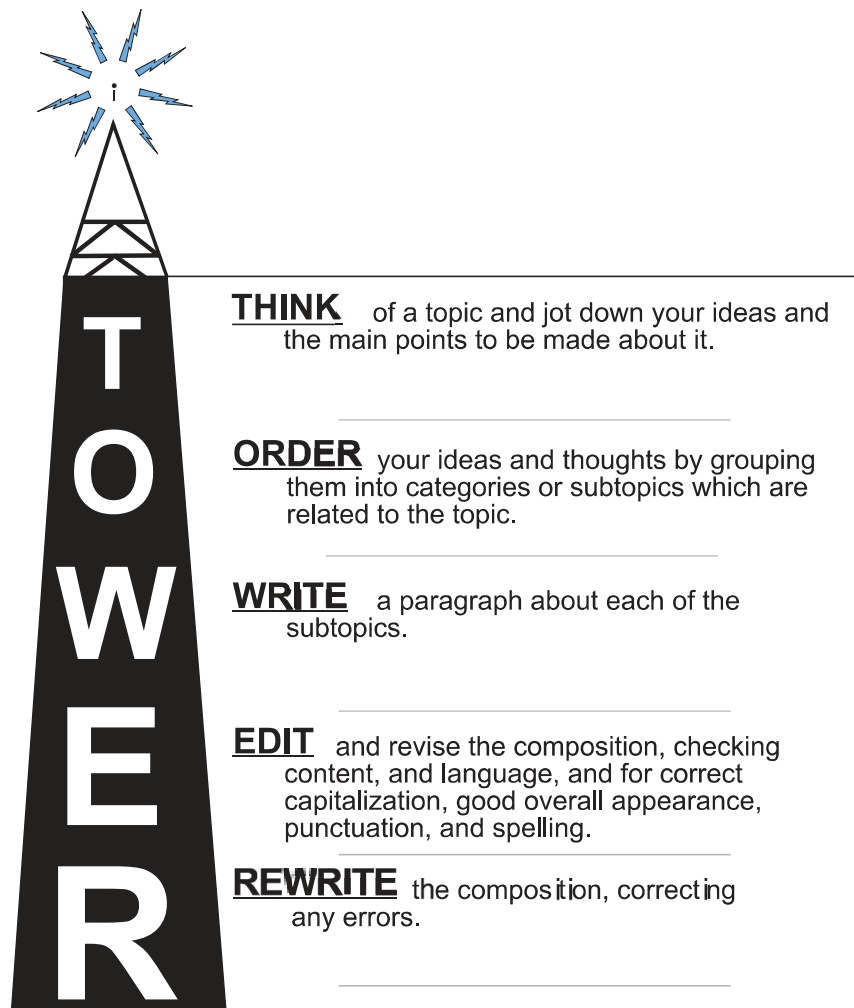 i
T
O
W
E
R
THINK of a topic and jot down your ideas and
the main points to be made about it.
ORDER your ideas and thoughts by grouping
them into categories or subtopics which are
related to the topic.
WRITE a paragraph about each of the
subtopics.
EDIT and revise the composition, checking
content, and language, and for correct
capitalization, good overall appearance,
punctuation, and spelling.
REWRITE the composition, correcting
any errors.